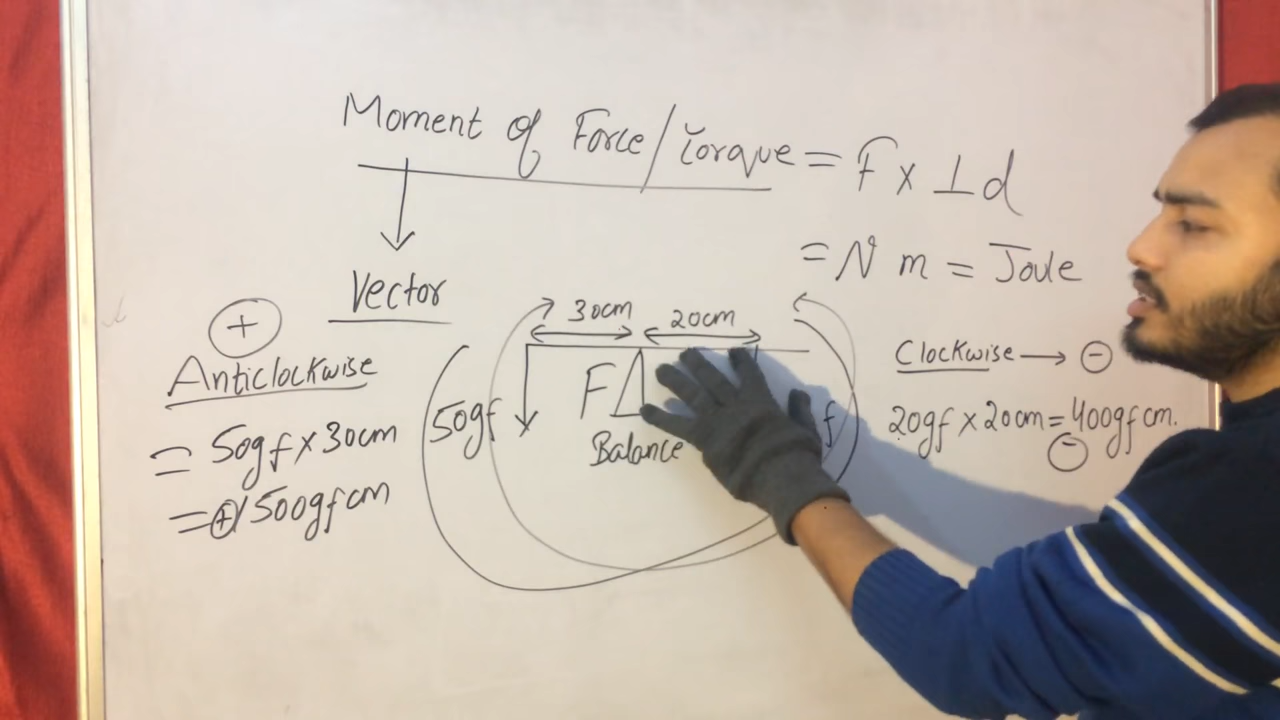 Moment of Force/Torque = F x ⊥ d
= N m = Joule
Vector
+
Anticlockwise
= 50gf x 30cm
= + 1500gf cm
30cm
20cm
50gf
F
Balance
f
Clockwise → −
20gf x 20cm = 400gf cm.
−